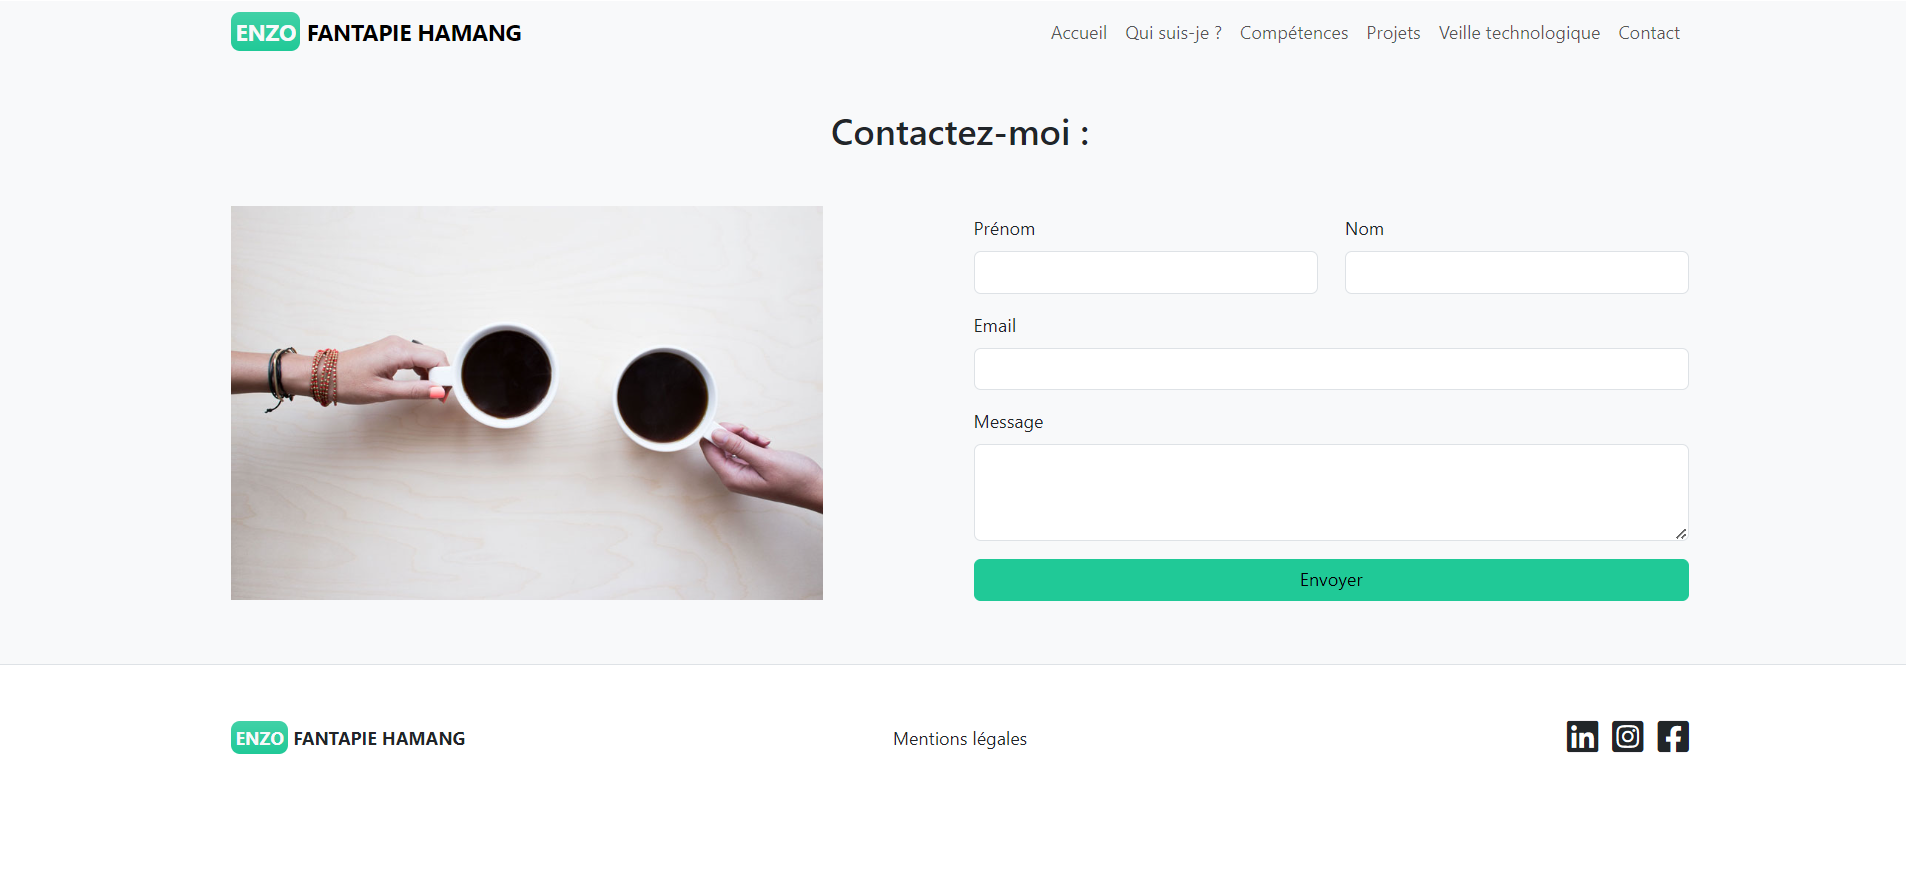 ENZO FANTAPIE HAMANG
Accueil Qui suis-je ? Compétences Projets Veille technologique Contact
Contactez-moi :
Prénom Nom
Email
Message
Envoyer
ENZO FANTAPIE HAMANG
Mentions légales